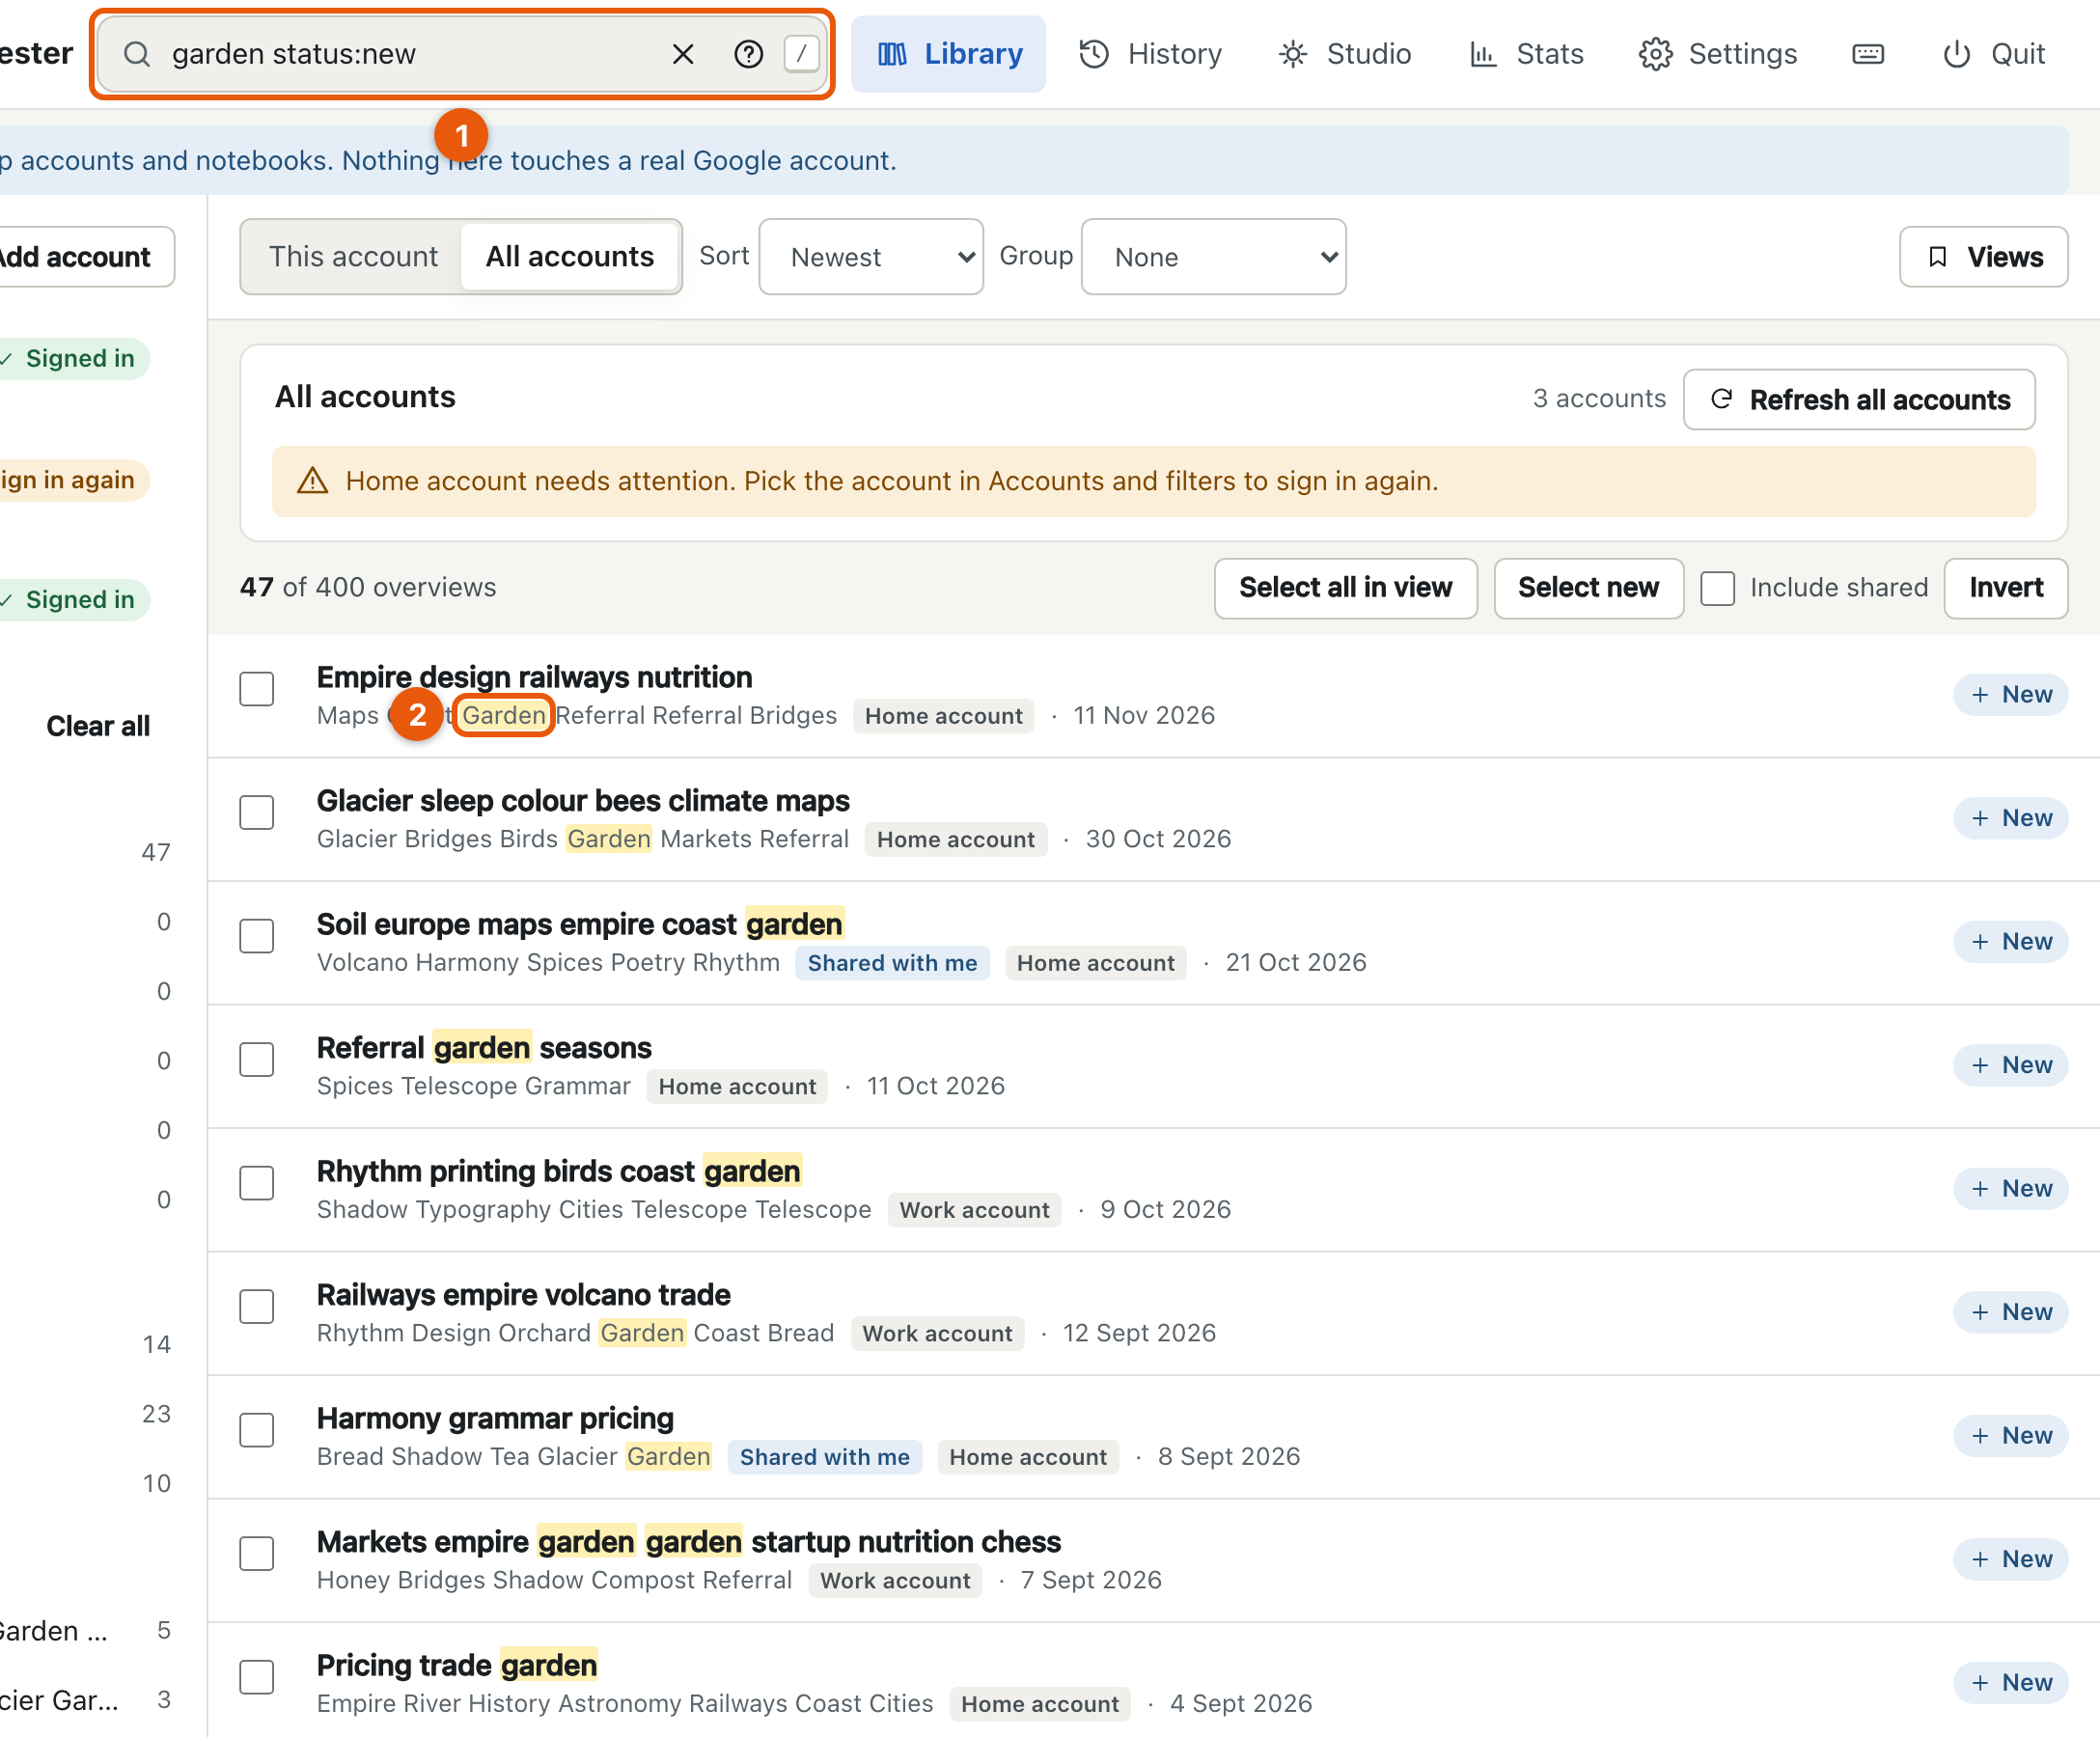 ester garden status:new / Library History Studio Stats Settings Quit
1
p accounts and notebooks. Nothing here touches a real Google account.
Add account This account All accounts Sort Newest Group None Views
Signed in
All accounts 3 accounts Refresh all accounts
ign in again
Home account needs attention. Pick the account in Accounts and filters to sign in again.
Signed in
47 of 400 overviews Select all in view Select new Include shared Invert
Clear all
Empire design railways nutrition
Maps 2 Garden Referral Referral Bridges Home account · 11 Nov 2026 + New
Glacier sleep colour bees climate maps
Glacier Bridges Birds Garden Markets Referral Home account · 30 Oct 2026 + New
47
Soil europe maps empire coast garden
Volcano Harmony Spices Poetry Rhythm Shared with me Home account · 21 Oct 2026 + New
0
0
Referral garden seasons
Spices Telescope Grammar Home account · 11 Oct 2026 + New
0
0
Rhythm printing birds coast garden
Shadow Typography Cities Telescope Telescope Work account · 9 Oct 2026 + New
0
Railways empire volcano trade
Rhythm Design Orchard Garden Coast Bread Work account · 12 Sept 2026 + New
14
Harmony grammar pricing
Bread Shadow Tea Glacier Garden Shared with me Home account · 8 Sept 2026 + New
23
10
Markets empire garden garden startup nutrition chess
Honey Bridges Shadow Compost Referral Work account · 7 Sept 2026 + New
Garden ... 5
Pricing trade garden
Empire River History Astronomy Railways Coast Cities Home account · 4 Sept 2026 + New
cier Gar... 3